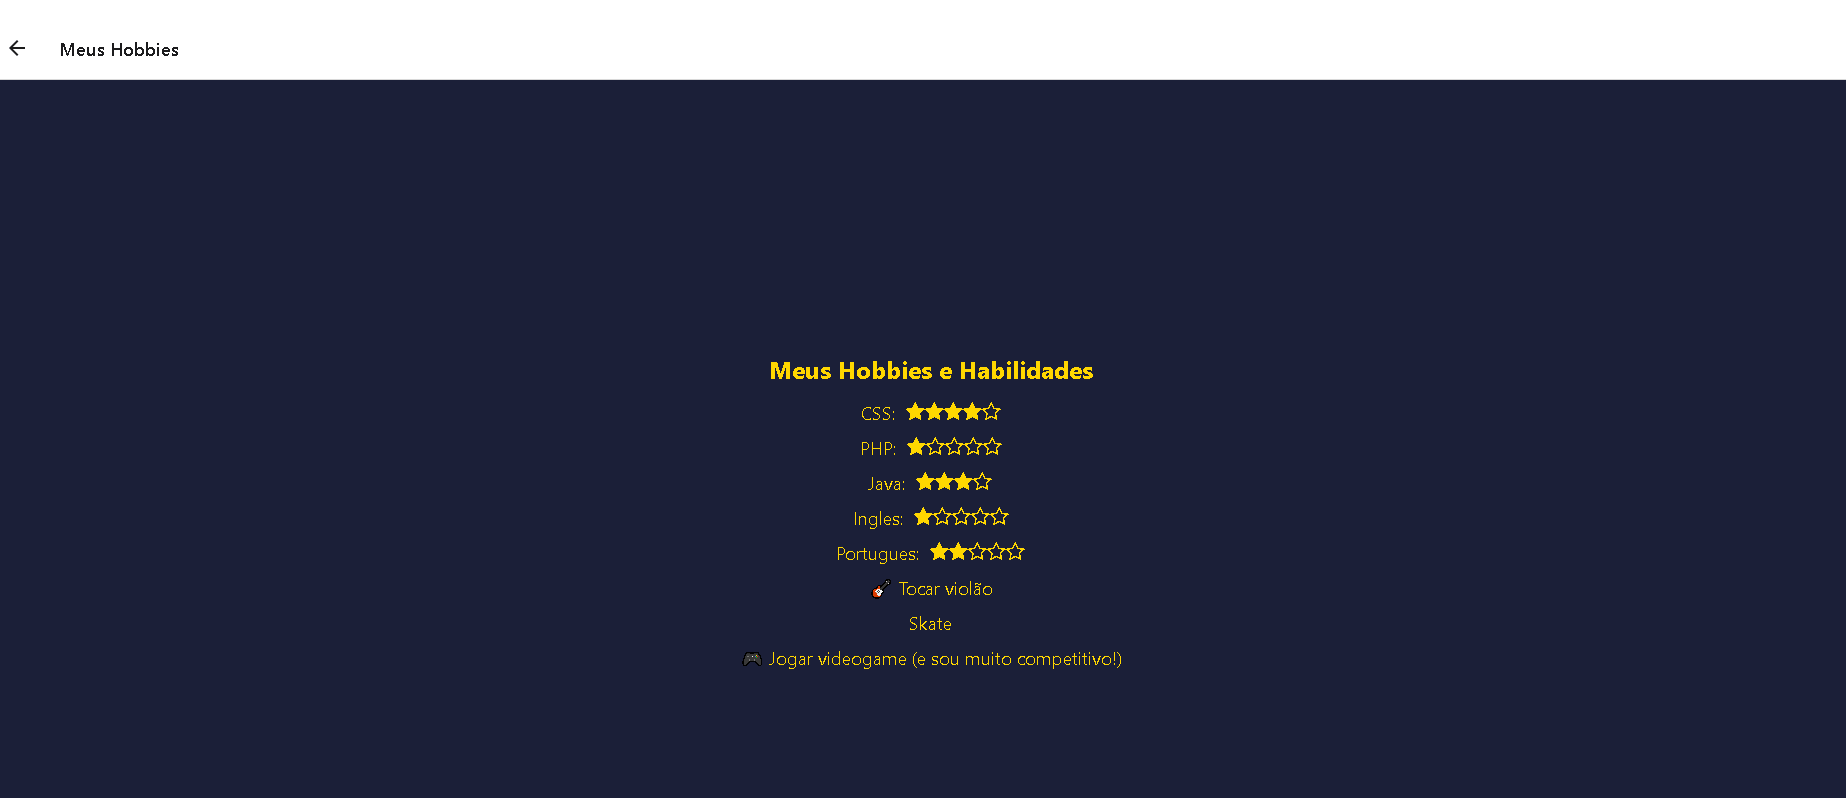 Meus Hobbies
Meus Hobbies e Habilidades
CSS: ★★★★☆
PHP: ★☆☆☆☆
Java: ★★★☆
Ingles: ★☆☆☆☆
Portugues: ★★☆☆☆
🎸 Tocar violão
Skate
🎮 Jogar videogame (e sou muito competitivo!)